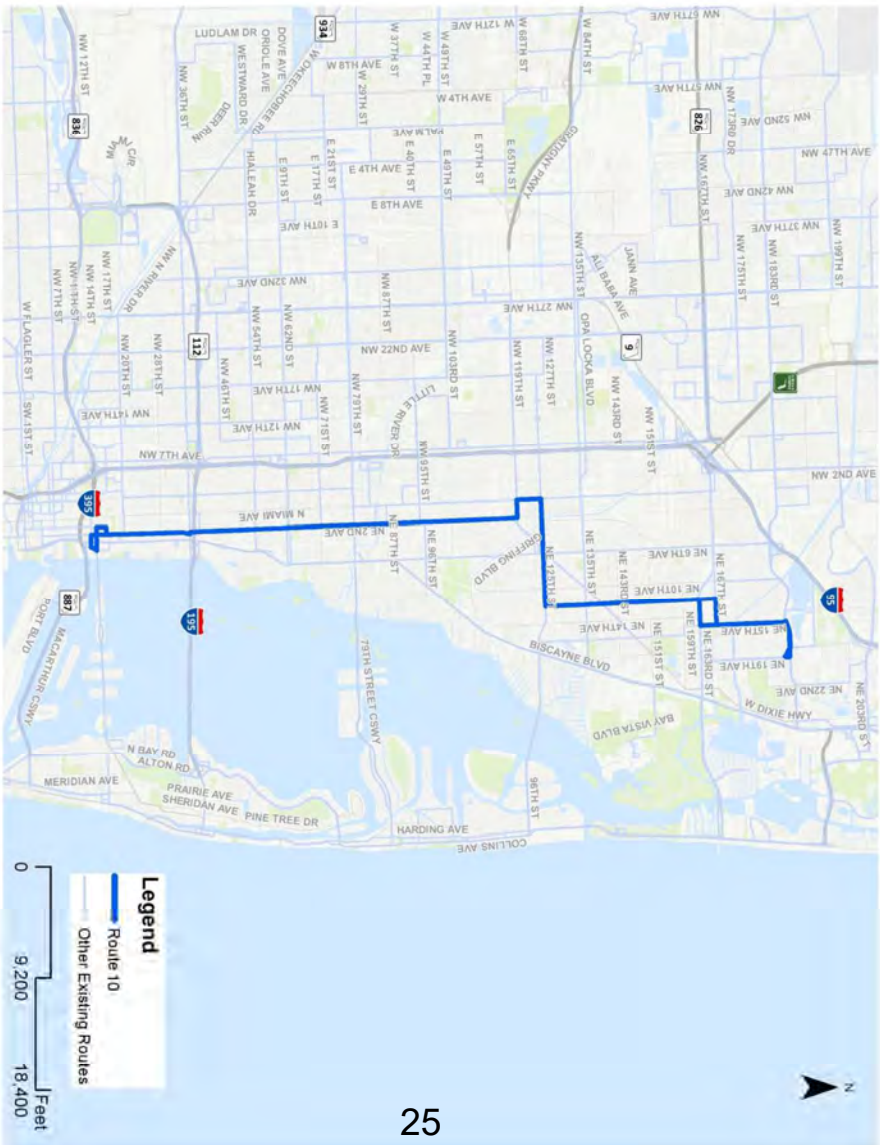 NW 12TH ST
836
NW 36TH ST
LUDLAM DR
ORIOLE AVE
DOVE AVE
WESTWARD DR
DEER RUN
W OKEECHOBEE RD
934
W 8TH AVE
W 29TH ST
W 37TH ST
W 44TH PL
W 49TH ST
W 4TH AVE
W 12TH AVE
W 68TH ST
W 84TH ST
GRATIGNY PKWY
NW 67TH AVE
NW 57TH AVE
826
NW 173RD DR
NW 52ND AVE
NW 47TH AVE
NW 42ND AVE
NW 37TH AVE
NW 167TH ST
NW 175TH ST
NW 183RD ST
NW 199TH ST
PALM AVE
E 65TH ST
E 57TH ST
E 49TH ST
E 40TH ST
E 4TH AVE
E 8TH AVE
E 10TH AVE
E 21ST ST
E 17TH ST
E 9TH ST
HIALEAH DR
NW N RIVER DR
NW 32ND AVE
NW 27TH AVE
NW 22ND AVE
NW 17TH AVE
NW 14TH AVE
NW 12TH AVE
NW 7TH AVE
NW 2ND AVE
112
NW 17TH ST
NW 14TH ST
NW 7TH ST
W FLAGLER ST
SW 1ST ST
NW 20TH ST
NW 28TH ST
NW 46TH ST
NW 54TH ST
NW 62ND ST
NW 71ST ST
NW 79TH ST
NW 87TH ST
NW 95TH ST
NW 103RD ST
LITTLE RIVER DR
NW 119TH ST
NW 127TH ST
NW 135TH ST
OPA LOCKA BLVD
ALI BABA AVE
JANN AVE
9
NW 143RD ST
NW 151ST ST
395
N MIAMI AVE
NE 2ND AVE
NE 87TH ST
NE 96TH ST
GRIFFING BLVD
NE 125TH ST
NE 135TH ST
NE 143RD ST
NE 6TH AVE
NE 10TH AVE
NE 14TH AVE
NE 15TH AVE
NE 19TH AVE
NE 22ND AVE
NE 151ST ST
NE 159TH ST
NE 163RD ST
NE 167TH ST
NE 203RD ST
95
W DIXIE HWY
BISCAYNE BLVD
BAY VISTA BLVD
195
887
PORT BLVD
MACARTHUR CSWY
79TH STREET CSWY
96TH ST
N BAY RD
ALTON RD
MERIDIAN AVE
PRAIRIE AVE
SHERIDAN AVE
PINE TREE DR
HARDING AVE
COLLINS AVE
N
Legend
Route 10
Other Existing Routes
0 9,200 18,400
Feet
25